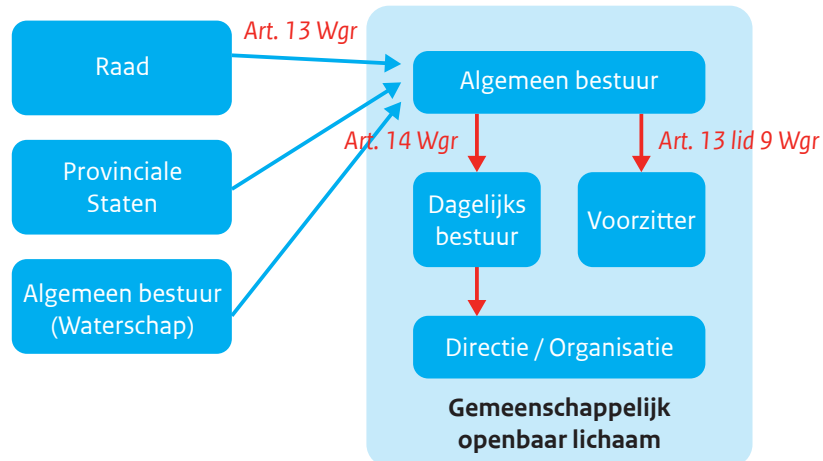 Art. 13 Wgr
Raad
Algemeen bestuur
Art. 14 Wgr
Art. 13 lid 9 Wgr
Provinciale
Staten
Dagelijks
bestuur
Voorzitter
Algemeen bestuur
(Waterschap)
Directie / Organisatie
Gemeenschappelijk
openbaar lichaam